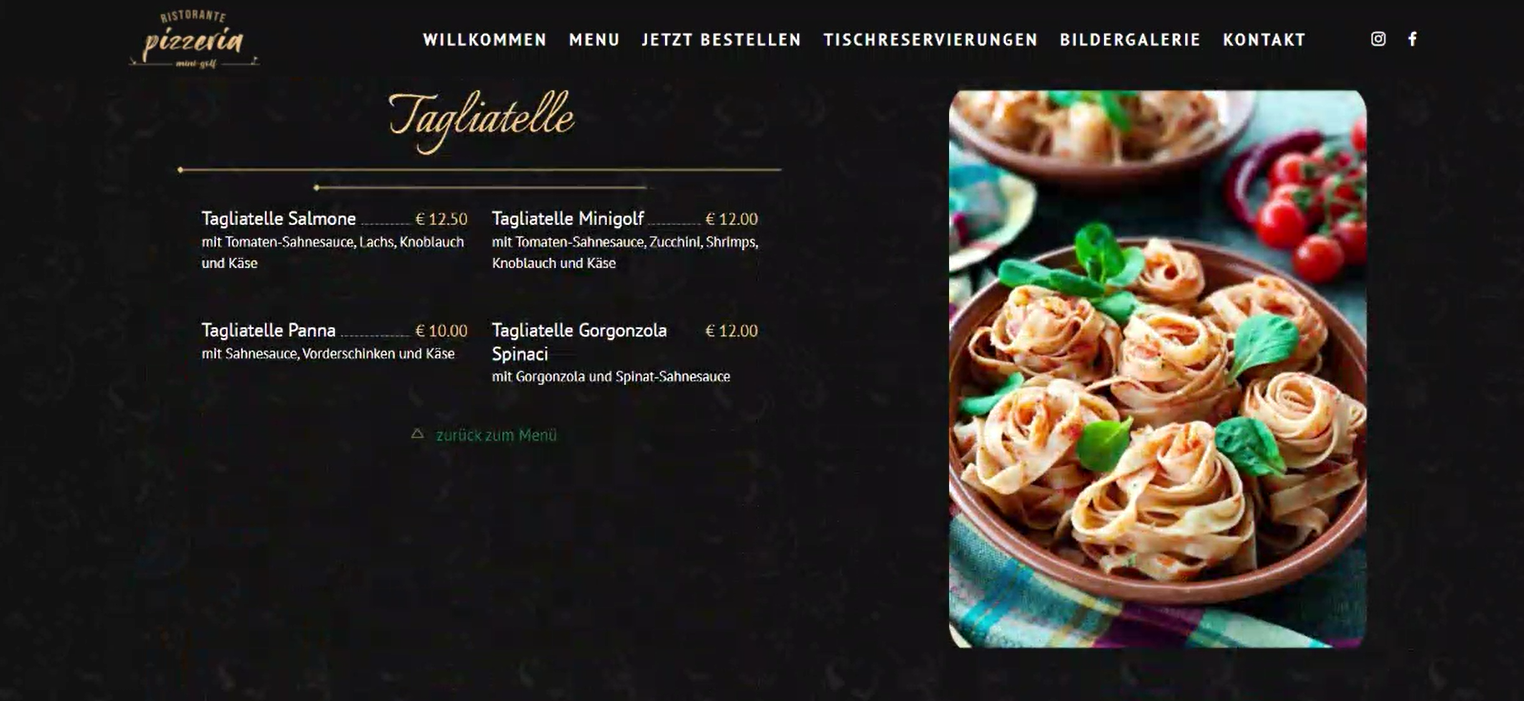 RISTORANTE
pizzeria
mini-golf
WILLKOMMEN MENU JETZT BESTELLEN TISCHRESERVIERUNGEN BILDERGALERIE KONTAKT
Tagliatelle
Tagliatelle Salmone € 12.50
mit Tomaten-Sahnesauce, Lachs, Knoblauch
und Käse
Tagliatelle Minigolf € 12.00
mit Tomaten-Sahnesauce, Zucchini, Shrimps,
Knoblauch und Käse
Tagliatelle Panna € 10.00
mit Sahnesauce, Vorderschinken und Käse
Tagliatelle Gorgonzola € 12.00
Spinaci
mit Gorgonzola und Spinat-Sahnesauce
zurück zum Menü